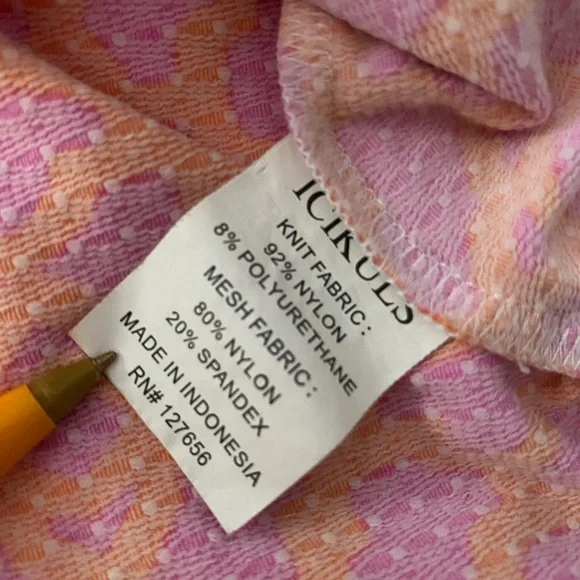 ICIKULS
KNIT FABRIC:
92% NYLON
8% POLYURETHANE
MESH FABRIC:
80% NYLON
20% SPANDEX
MADE IN INDONESIA
RN# 127656